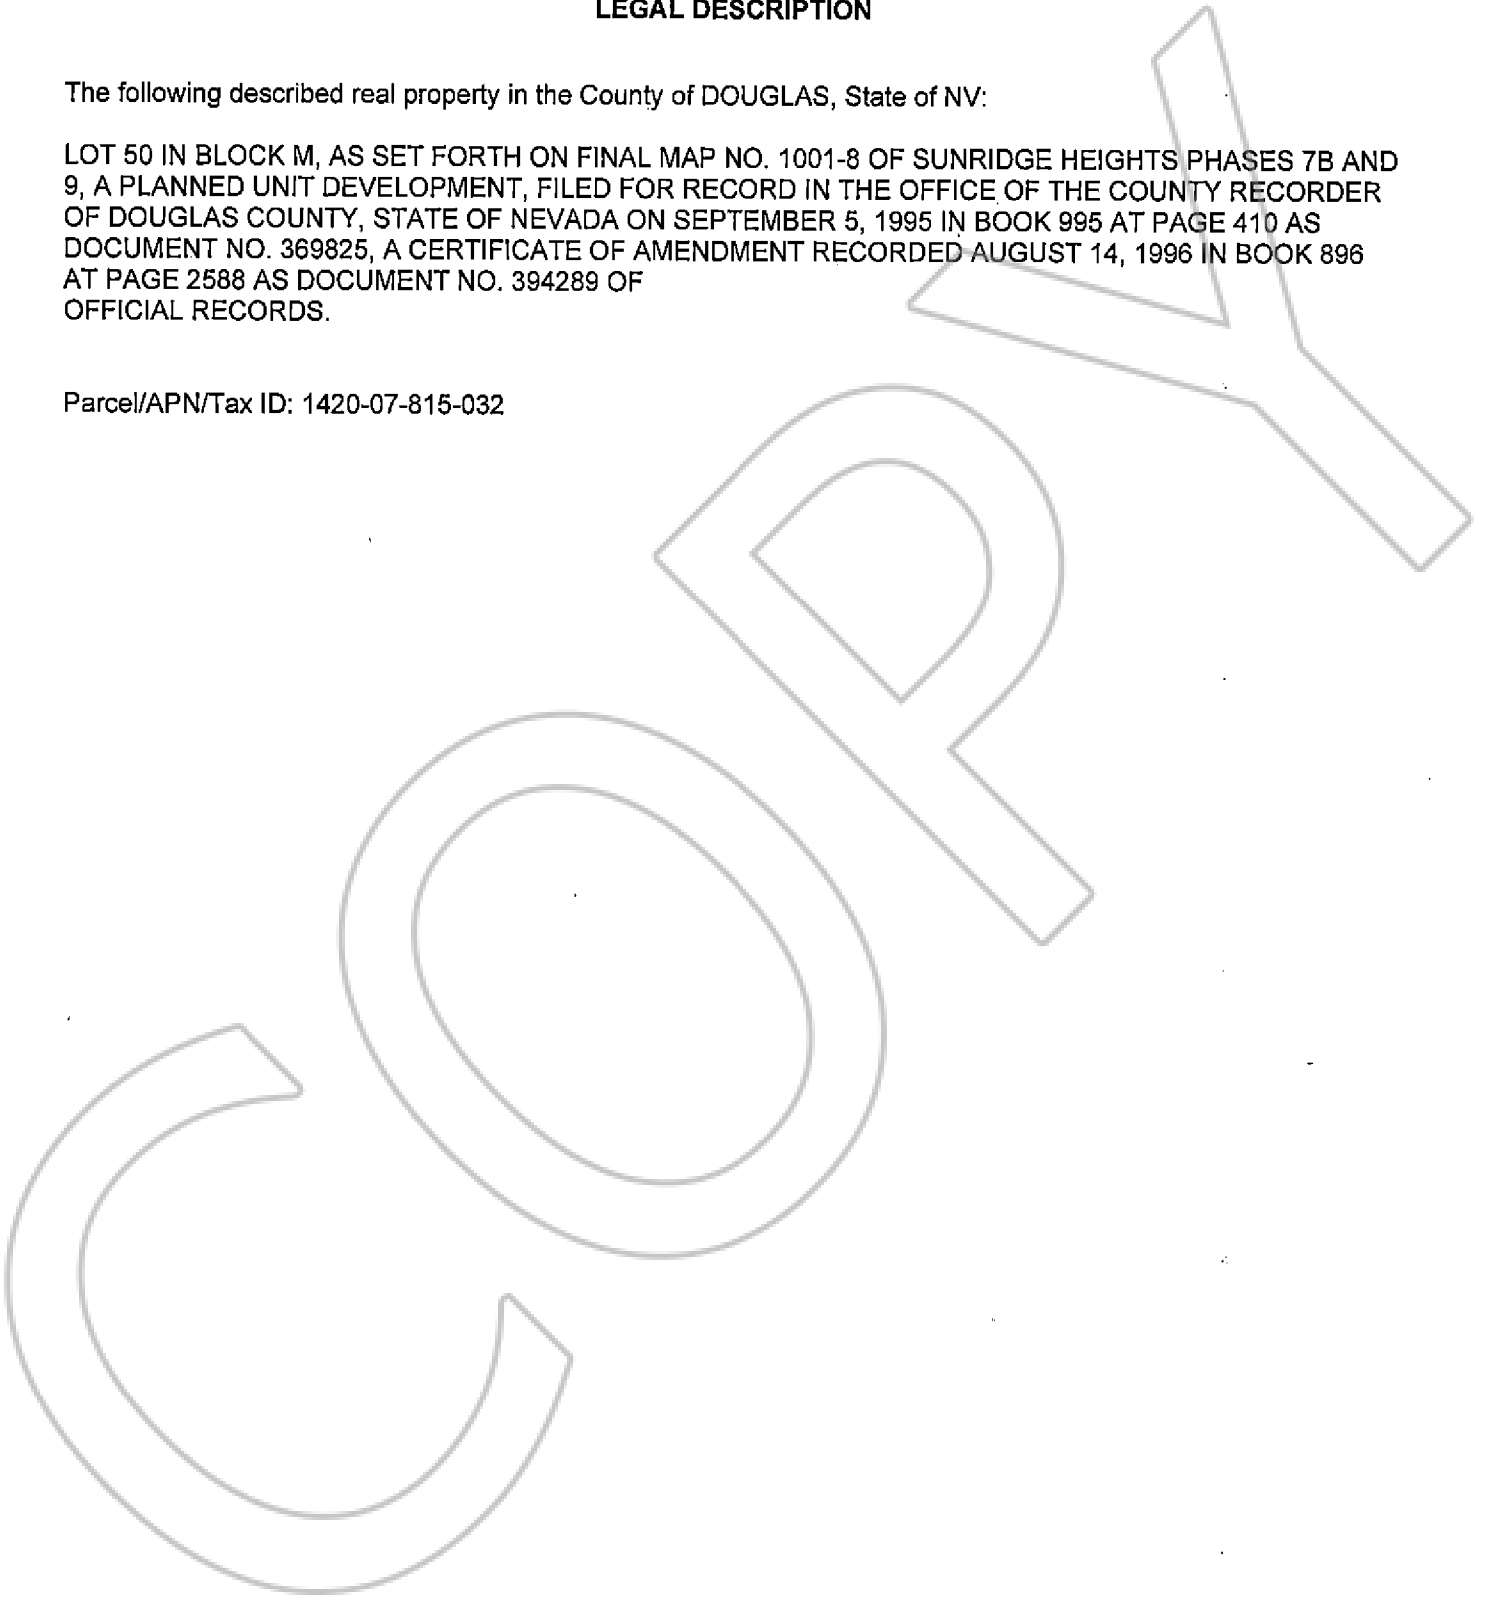 LEGAL DESCRIPTION
The following described real property in the County of DOUGLAS, State of NV:
LOT 50 IN BLOCK M, AS SET FORTH ON FINAL MAP NO. 1001-8 OF SUNRIDGE HEIGHTS PHASES 7B AND
9, A PLANNED UNIT DEVELOPMENT, FILED FOR RECORD IN THE OFFICE OF THE COUNTY RECORDER
OF DOUGLAS COUNTY, STATE OF NEVADA ON SEPTEMBER 5, 1995 IN BOOK 995 AT PAGE 410 AS
DOCUMENT NO. 369825, A CERTIFICATE OF AMENDMENT RECORDED AUGUST 14, 1996 IN BOOK 896
AT PAGE 2588 AS DOCUMENT NO. 394289 OF
OFFICIAL RECORDS.
Parcel/APN/Tax ID: 1420-07-815-032
COPY